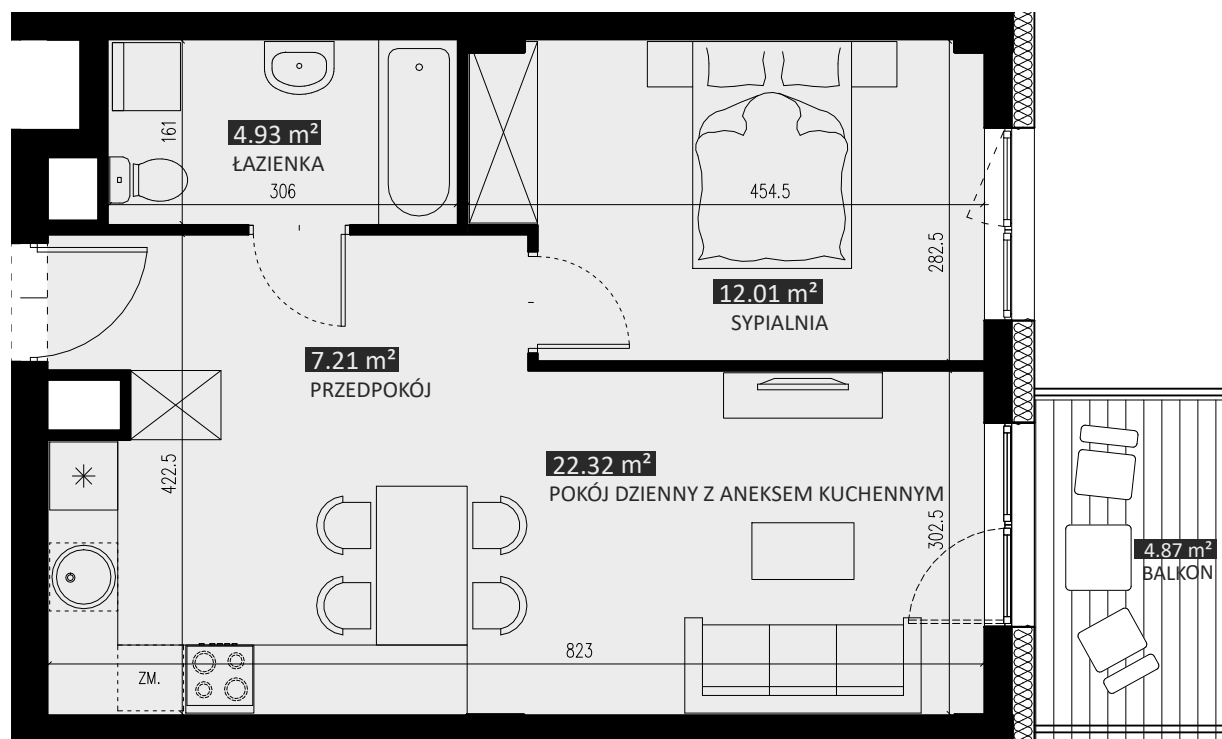 4.93 m²
ŁAZIENKA
161
306
454.5
282.5
12.01 m²
SYPIALNIA
7.21 m²
PRZEDPOKÓJ
422.5
22.32 m²
POKÓJ DZIENNY Z ANEKSEM KUCHENNYM
302.5
4.87 m²
BALKON
823
ZM.